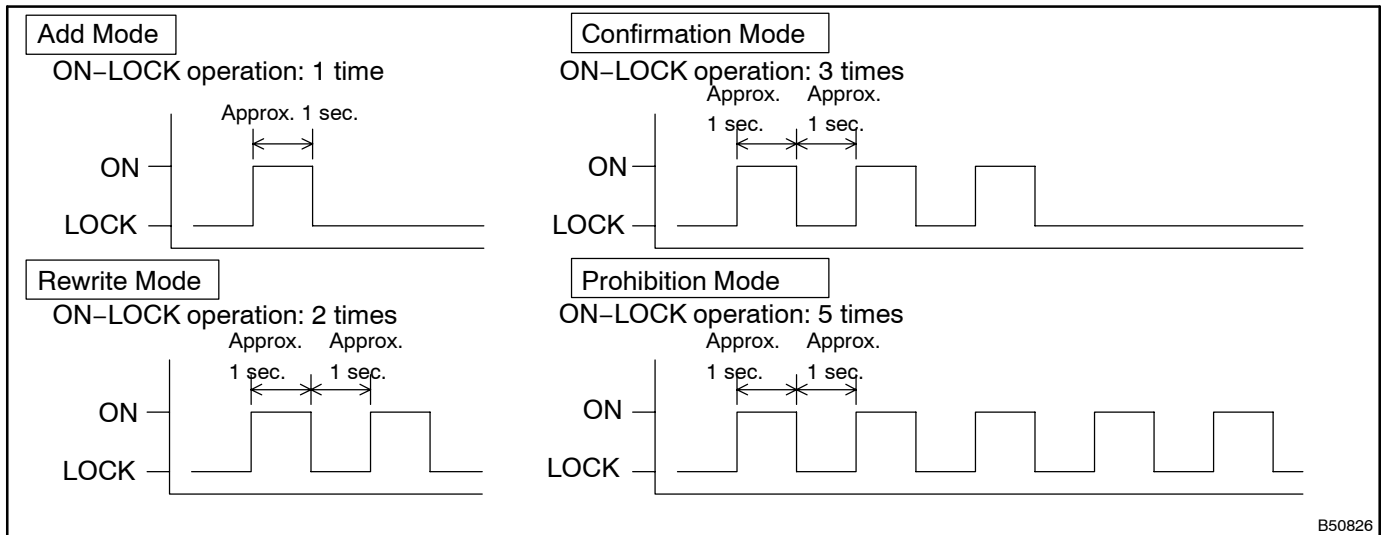 Add Mode
ON−LOCK operation: 1 time
Approx. 1 sec.
ON
LOCK
Confirmation Mode
ON−LOCK operation: 3 times
Approx. Approx.
1 sec. 1 sec.
ON
LOCK
Rewrite Mode
ON−LOCK operation: 2 times
Approx. Approx.
1 sec. 1 sec.
ON
LOCK
Prohibition Mode
ON−LOCK operation: 5 times
Approx. Approx.
1 sec. 1 sec.
ON
LOCK
B50826